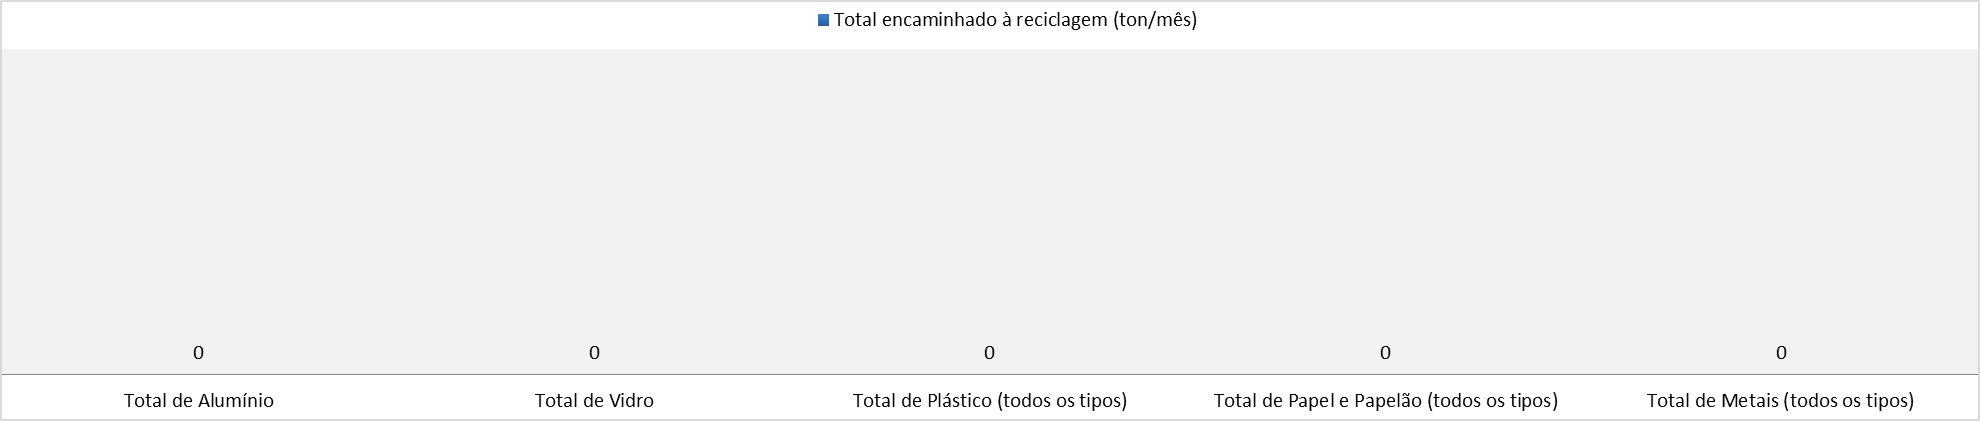 Total encaminhado à reciclagem (ton/mês)
0 0 0 0 0
Total de Alumínio Total de Vidro Total de Plástico (todos os tipos) Total de Papel e Papelão (todos os tipos) Total de Metais (todos os tipos)